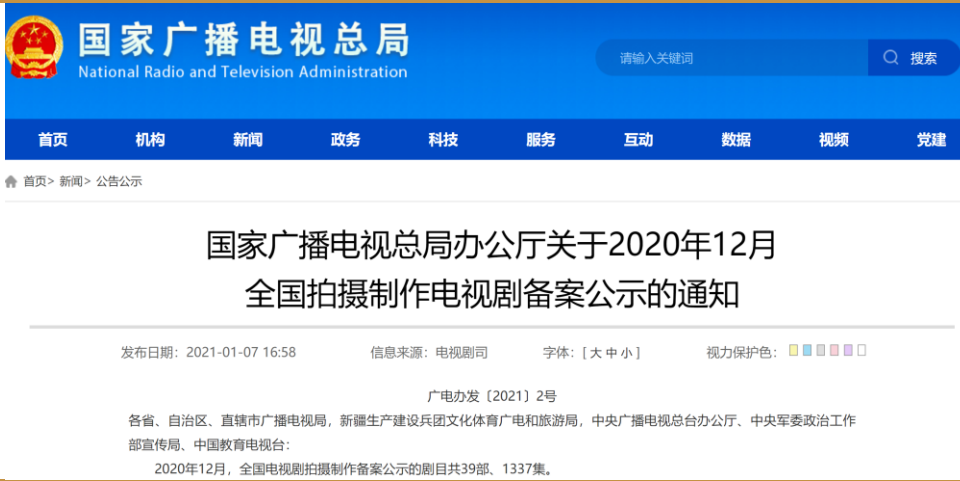 国家广播电视总局
National Radio and Television Administration
请输入关键词
搜索
首页 机构 新闻 政务 科技 服务 互动 数据 视频 党建
首页> 新闻> 公告公示
国家广播电视总局办公厅关于2020年12月
全国拍摄制作电视剧备案公示的通知
发布日期：2021-01-07 16:58 信息来源：电视剧司 字体：[ 大 中 小 ] 视力保护色：
广电办发〔2021〕2号
各省、自治区、直辖市广播电视局，新疆生产建设兵团文化体育广电和旅游局，中央广播电视总台办公厅、中央军委政治工作
部宣传局、中国教育电视台：
2020年12月，全国电视剧拍摄制作备案公示的剧目共39部、1337集。